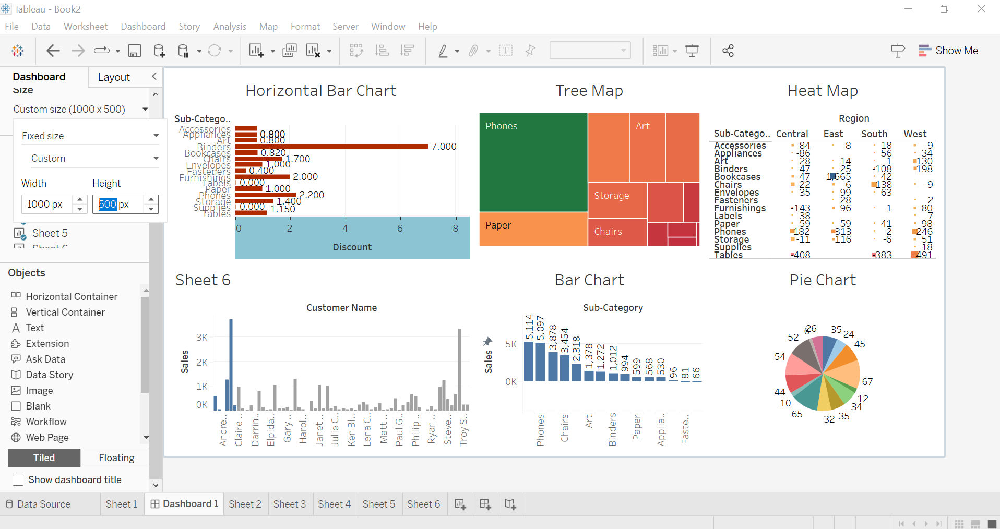 Tableau - Book2
File Data Worksheet Dashboard Story Analysis Map Format Server Window Help
Show Me
Dashboard Layout
Size
Custom size (1000 x 500)
Fixed size
Custom
Width Height
1000 px 500 px
Sheet 5
Sheet 6
Objects
Horizontal Container
Vertical Container
Text
Extension
Ask Data
Data Story
Image
Blank
Workflow
Web Page
Tiled Floating
Show dashboard title
Horizontal Bar Chart
Sub-Catego..
Accessories
Appliances 0.800
Art 0.800
Binders 7.000
Bookcases 0.820
Chairs 1.700
Envelopes 1.000
Fasteners 0.400
Furnishings 2.000
Labels 0.000
Paper 1.000
Phones 2.200
Storage 1.400
Supplies 0.000
Tables 1.150
0 2 4 6 8
Discount
Tree Map
Phones
Art
Storage
Paper
Chairs
Heat Map
Region
Sub-Catego.. Central East South West
Accessories 84 8 18 -9
Appliances -86 56 34
Art 28 14 1 130
Binders 47 25 -108 198
Bookcases -47 -1,665 42
Chairs -22 6 138 -9
Envelopes 35 99 63
Fasteners 28 2
Furnishings -143 96 1 80
Labels 38 7
Paper 59 59 41 98
Phones 182 313 2 246
Storage -11 116 -6 51
Supplies 18
Tables -408 -383 491
Sheet 6
Customer Name
Sales
3K
2K
1K
0K
Andre.. Claire .. Darrin.. Elpida.. Gary .. Harol.. Janet .. Julie C.. Ken Bl.. Lena C.. Matt .. Paul G.. Philip .. Ryan .. Steve.. Troy S..
Bar Chart
Sub-Category
Sales
5K
0K
5,114 5,097 3,878 3,454 2,318 1,378 1,272 1,012 994 599 568 530 96 81 66
Phones Chairs Art Binders Paper Applia.. Faste..
Pie Chart
35
24
45
67
12
34
35
32
65
10
44
54
52
6
26
Data Source Sheet 1 Dashboard 1 Sheet 2 Sheet 3 Sheet 4 Sheet 5 Sheet 6